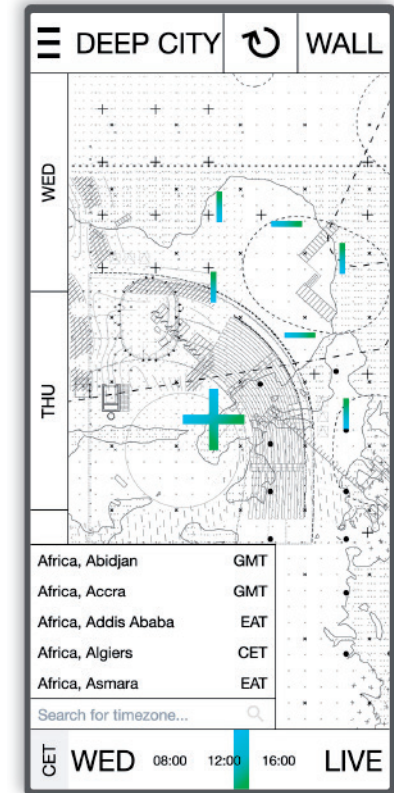 DEEP CITY WALL
WED
THU
Africa, Abidjan GMT
Africa, Accra GMT
Africa, Addis Ababa EAT
Africa, Algiers CET
Africa, Asmara EAT
Search for timezone...
CET WED 08:00 12:00 16:00 LIVE